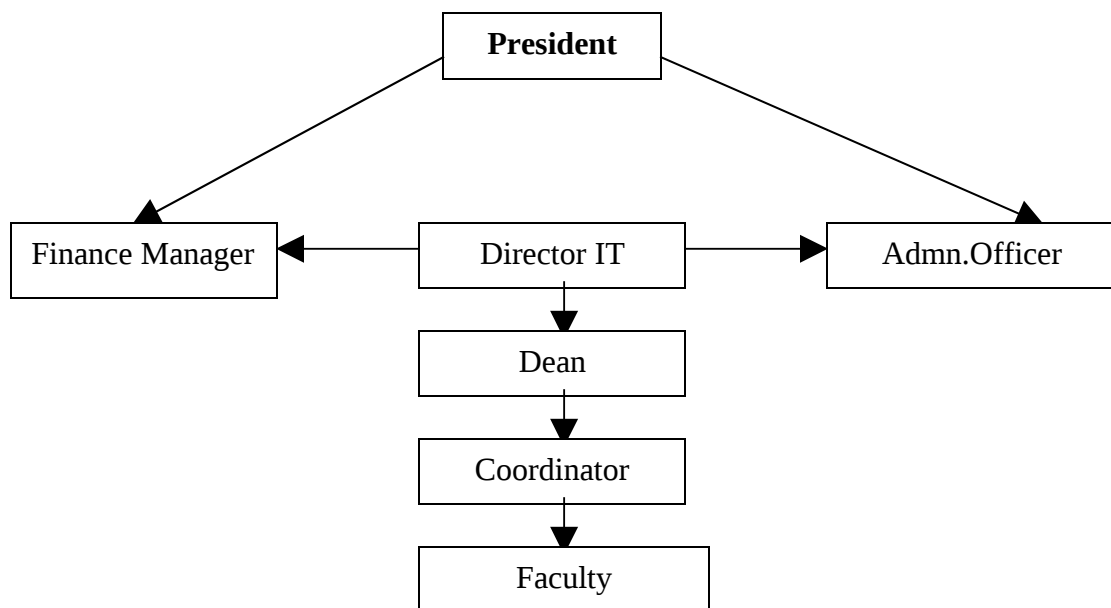 President
Finance Manager
Director IT
Admn.Officer
Dean
Coordinator
Faculty